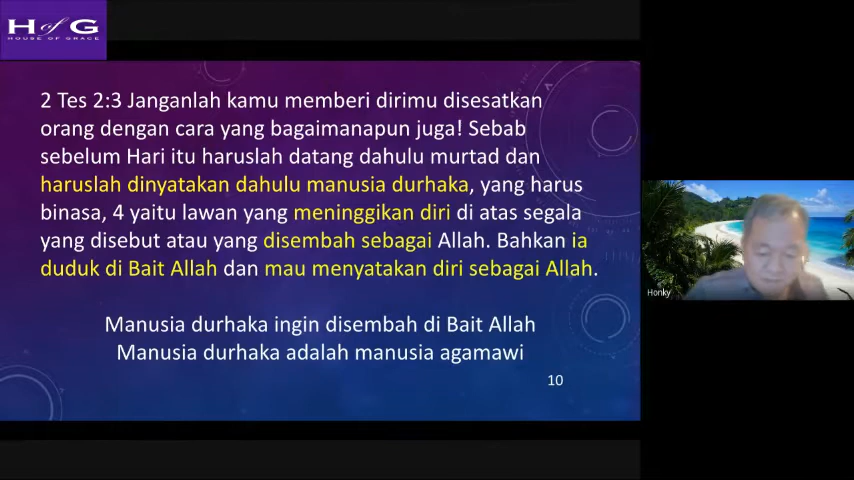 H of G
HOUSE OF GRACE
2 Tes 2:3 Janganlah kamu memberi dirimu disesatkan
orang dengan cara yang bagaimanapun juga! Sebab
sebelum Hari itu haruslah datang dahulu murtad dan
haruslah dinyatakan dahulu manusia durhaka, yang harus
binasa, 4 yaitu lawan yang meninggikan diri di atas segala
yang disebut atau yang disembah sebagai Allah. Bahkan ia
duduk di Bait Allah dan mau menyatakan diri sebagai Allah.
Manusia durhaka ingin disembah di Bait Allah
Manusia durhaka adalah manusia agamawi
10
Honky